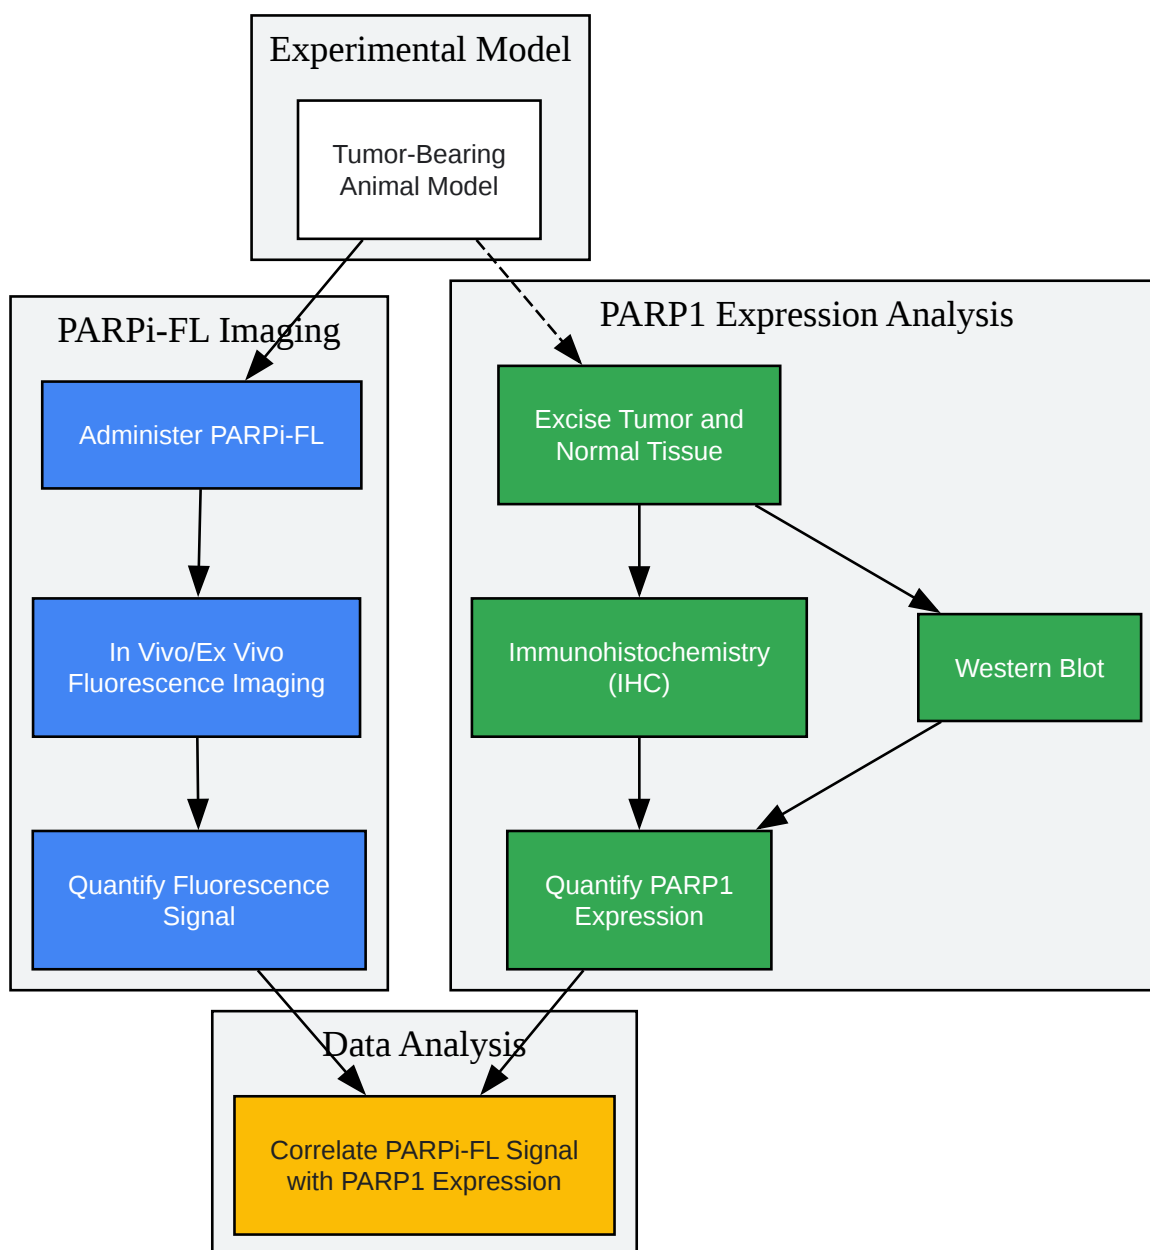 Experimental Model
Tumor-Bearing
Animal Model
PARPi-FL Imaging
Administer PARPi-FL
In Vivo/Ex Vivo
Fluorescence Imaging
Quantify Fluorescence
Signal
PARP1 Expression Analysis
Excise Tumor and
Normal Tissue
Immunohistochemistry
(IHC)
Western Blot
Quantify PARP1
Expression
Data Analysis
Correlate PARPi-FL Signal
with PARP1 Expression